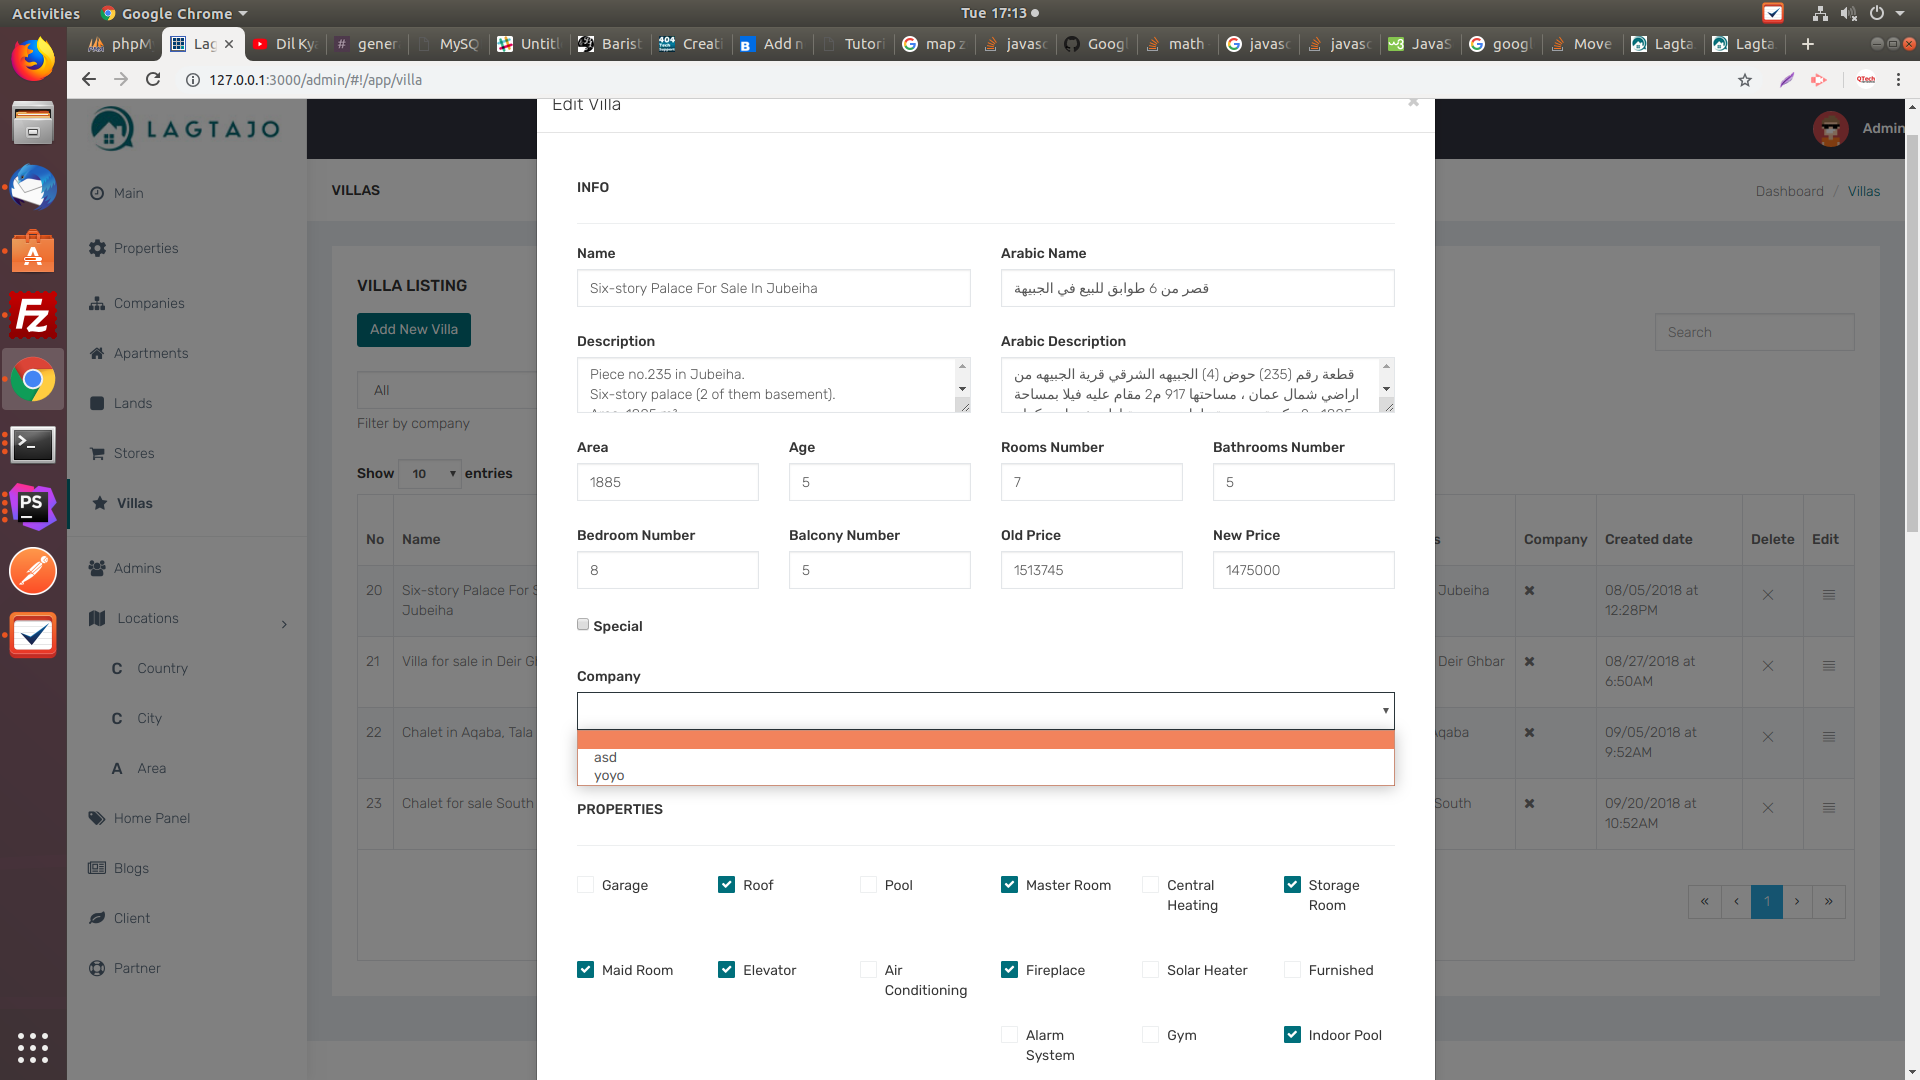 Activities
Google Chrome
Tue 17:13
phpM
Lag
Dil Ky
gener
MySQ
Untitl
Barist
Creati
Add n
Tutori
map z
javasc
Googl
math
javasc
javasc
JavaS
googl
Move
Lagta
Lagta
127.0.0.1:3000/admin/#!/app/villa
LAGTAJO
Admin
Main
Properties
Companies
Apartments
Lands
Stores
Villas
Admins
Locations
C Country
C City
A Area
Home Panel
Blogs
Client
Partner
VILLAS
Dashboard / Villas
VILLA LISTING
Add New Villa
Search
All
Filter by company
Show 10 entries
No Name
Company Created date Delete Edit
20 Six-story Palace For S
Jubeiha
Jubeiha
08/05/2018 at
12:28PM
21 Villa for sale in Deir Gh
Deir Ghbar
08/27/2018 at
6:50AM
22 Chalet in Aqaba, Tala
09/05/2018 at
9:52AM
23 Chalet for sale South
South
09/20/2018 at
10:52AM
« ‹ 1 › »
Edit Villa
INFO
Name
Arabic Name
Six-story Palace For Sale In Jubeiha
قصر من 6 طوابق للبيع في الجبيهة
Description
Arabic Description
Piece no.235 in Jubeiha.
Six-story palace (2 of them basement).
قطعة رقم (235) حوض (4) الجبيهه الشرقي قرية الجبيهه من
اراضي شمال عمان ، مساحتها 917 م2 مقام عليه فيلا بمساحة
Area
Age
Rooms Number
Bathrooms Number
1885
5
7
5
Bedroom Number
Balcony Number
Old Price
New Price
8
5
1513745
1475000
Special
Company
asd
yoyo
PROPERTIES
Garage
Roof
Pool
Master Room
Central
Heating
Storage
Room
Maid Room
Elevator
Air
Conditioning
Fireplace
Solar Heater
Furnished
Alarm
System
Gym
Indoor Pool